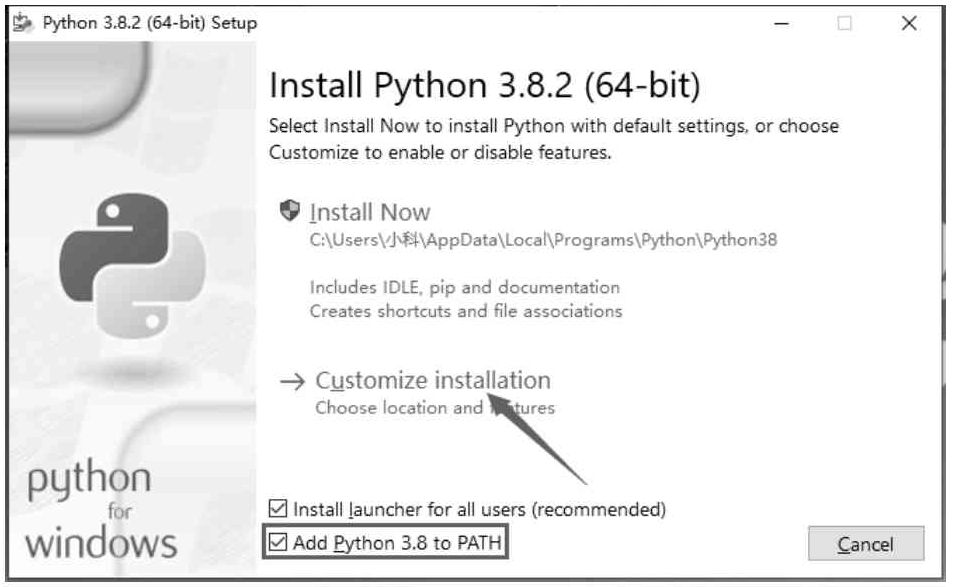 Python 3.8.2 (64-bit) Setup
Install Python 3.8.2 (64-bit)
Select Install Now to install Python with default settings, or choose
Customize to enable or disable features.
Install Now
C:\Users\小科\AppData\Local\Programs\Python\Python38
Includes IDLE, pip and documentation
Creates shortcuts and file associations
Customize installation
Choose location and features
python
for
windows
Install launcher for all users (recommended)
Add Python 3.8 to PATH
Cancel